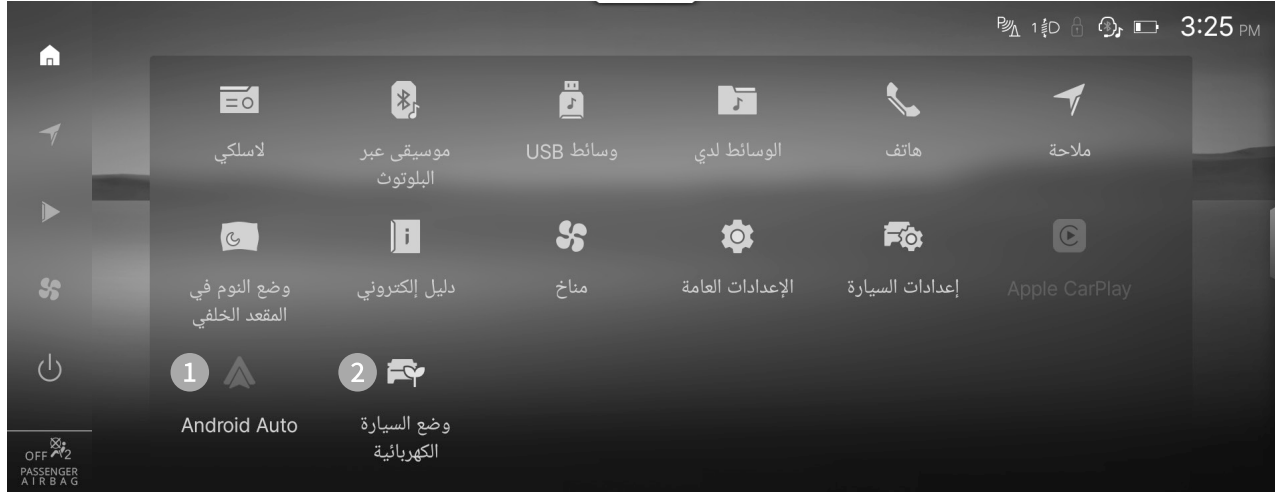 3:25 PM
1
لاسلكي
موسيقى عبر
البلوتوث
وسائط USB
الوسائط لدي
هاتف
ملاحة
وضع النوم في
المقعد الخلفي
دليل إلكتروني
مناخ
الإعدادات العامة
إعدادات السيارة
Apple CarPlay
1
Android Auto
2
وضع السيارة
الكهربائية
OFF 2
PASSENGER
AIRBAG